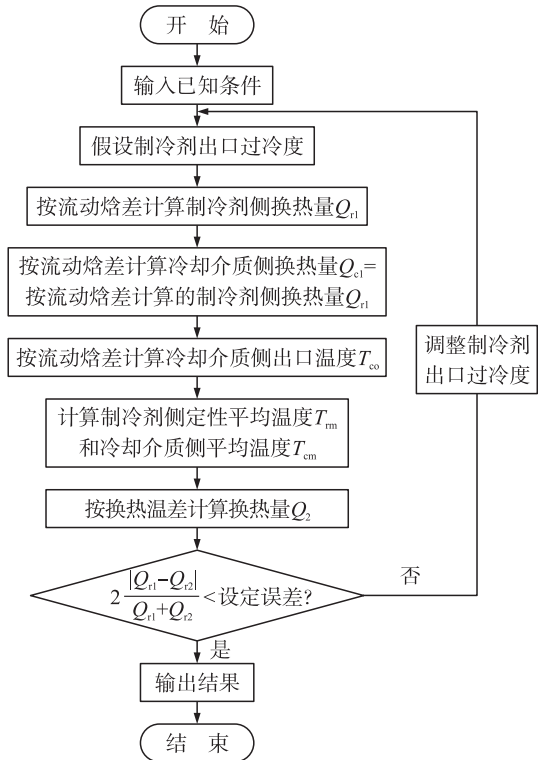 开 始
输入已知条件
假设制冷剂出口过冷度
按流动焓差计算制冷剂侧换热量Qr1
按流动焓差计算冷却介质侧换热量Qc1=
按流动焓差计算的制冷剂侧换热量Qr1
按流动焓差计算冷却介质侧出口温度Tco
计算制冷剂侧定性平均温度Trm
和冷却介质侧平均温度Tcm
按换热温差计算换热量Q2
2 |Qr1−Qr2| / Qr1+Qr2 <设定误差?
否
调整制冷剂
出口过冷度
是
输出结果
结 束